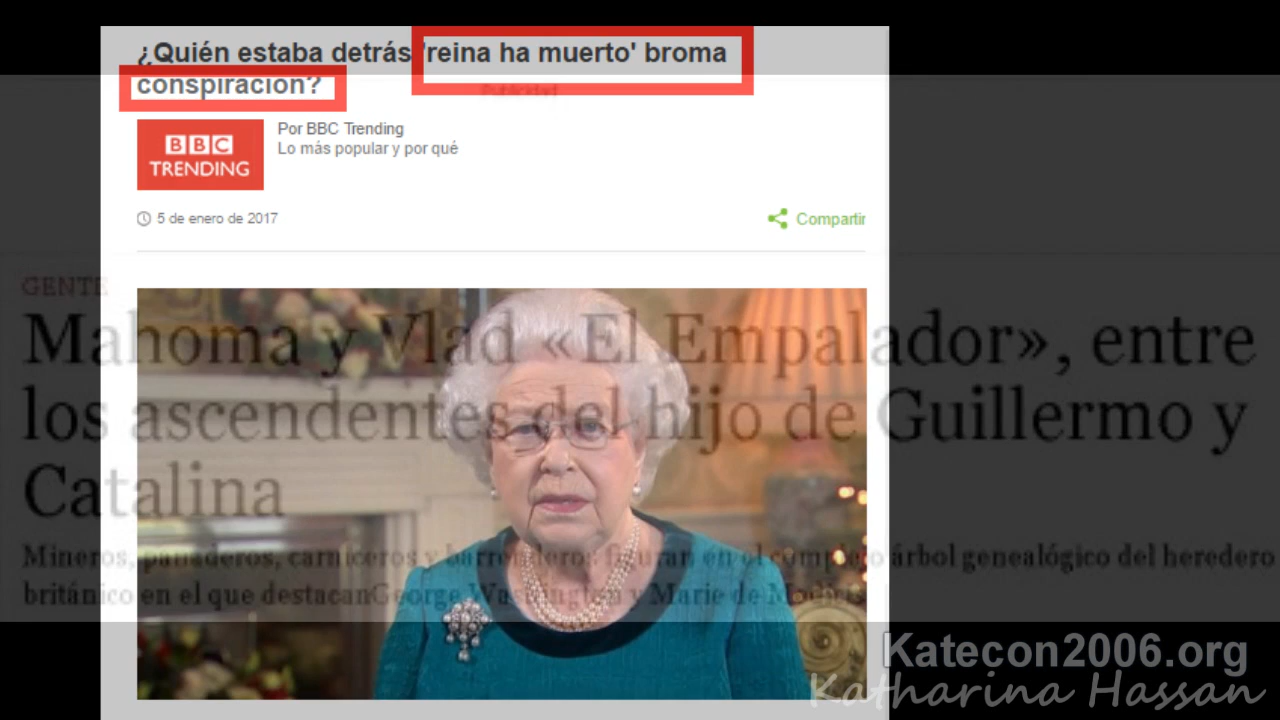 ¿Quién estaba detrás 'reina ha muerto' broma
conspiración?
Publicidad
BBC
TRENDING
Por BBC Trending
Lo más popular y por qué
5 de enero de 2017
Compartir
GENTE
Mahoma y Vlad «El Empalador», entre
los ascendentes del hijo de Guillermo y
Catalina
Mineros, panaderos, carniceros y barrenderos figuran en el complejo árbol genealógico del heredero
británico en el que destacan George Washington y Marie de Modiris
Katecon2006.org
Katharina Hassan